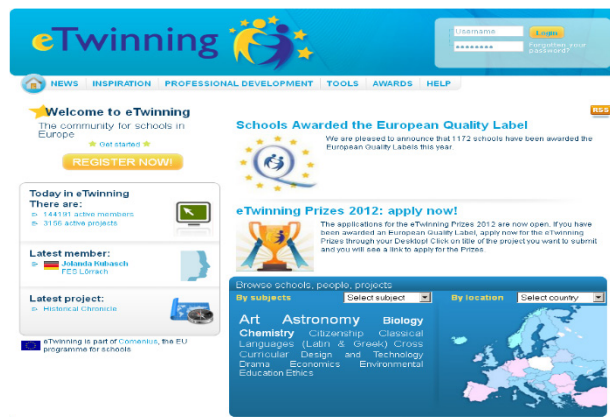 eTwinning
Username
Login
********
Forgotten your
password?
NEWS INSPIRATION PROFESSIONAL DEVELOPMENT TOOLS AWARDS HELP
Welcome to eTwinning
The community for schools in
Europe
Get started
REGISTER NOW!
RSS
Schools Awarded the European Quality Label
We are pleased to announce that 1172 schools have been awarded the
European Quality Labels this year.
Today in eTwinning
There are:
144191 active members
3156 active projects
eTwinning Prizes 2012: apply now!
The applications for the eTwinning Prizes 2012 are now open. If you have
been awarded an European Quality Label, apply now for the eTwinning
Prizes through your Desktop! Click on title of the project you want to submit
and you will see a link to apply for the Prizes.
Latest member:
Jolanda Kubasch
FES Lörrach
Latest project:
Historical Chronicle
eTwinning is part of Comenius, the EU
programme for schools
Browse schools, people, projects
By subjects Select subject By location Select country
Art Astronomy Biology
Chemistry Citizenship Classical
Languages (Latin & Greek) Cross
Curricular Design and Technology
Drama Economics Environmental
Education Ethics